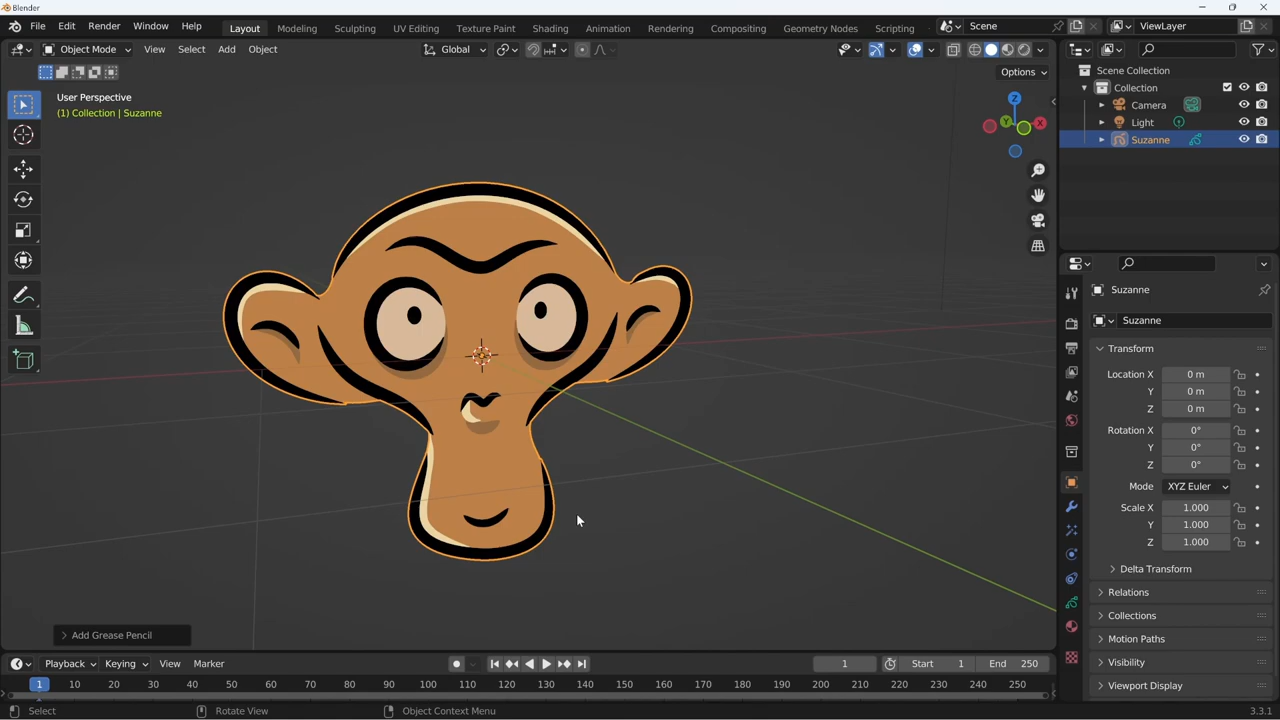 Blender
File Edit Render Window Help Layout Modeling Sculpting UV Editing Texture Paint Shading Animation Rendering Compositing Geometry Nodes Scripting Scene ViewLayer
Object Mode View Select Add Object Global
Options
User Perspective
(1) Collection | Suzanne
Z
X
Y
Add Grease Pencil
Scene Collection
Collection
Camera
Light
Suzanne
Suzanne
Suzanne
Transform
Location X 0 m
Y 0 m
Z 0 m
Rotation X 0°
Y 0°
Z 0°
Mode XYZ Euler
Scale X 1.000
Y 1.000
Z 1.000
Delta Transform
Relations
Collections
Motion Paths
Visibility
Viewport Display
Playback Keying View Marker 1 Start 1 End 250
1 10 20 30 40 50 60 70 80 90 100 110 120 130 140 150 160 170 180 190 200 210 220 230 240 250
Select Rotate View Object Context Menu 3.3.1